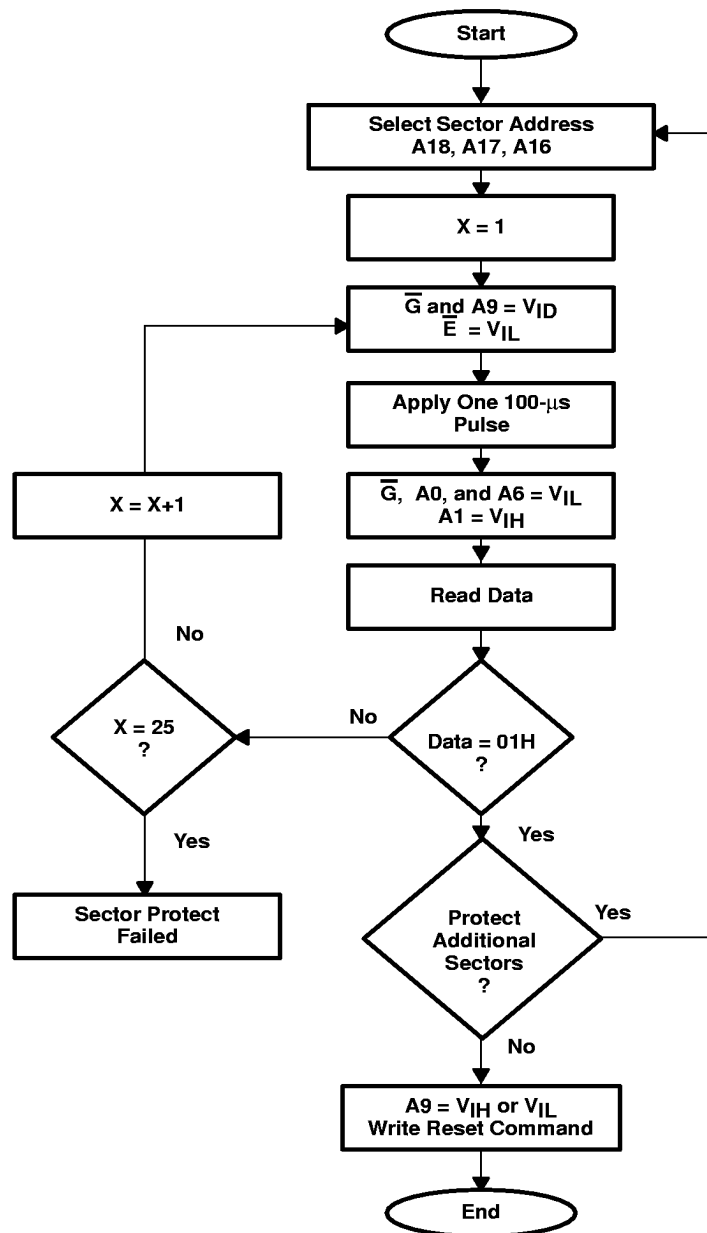 Start
Select Sector Address
A18, A17, A16
X = 1
G̅ and A9 = VID
E̅ = VIL
Apply One 100-μs
Pulse
G̅, A0, and A6 = VIL
A1 = VIH
X = X+1
Read Data
No
X = 25
?
No
Data = 01H
?
Yes
Yes
Sector Protect
Failed
Protect
Additional
Sectors
?
Yes
No
A9 = VIH or VIL
Write Reset Command
End